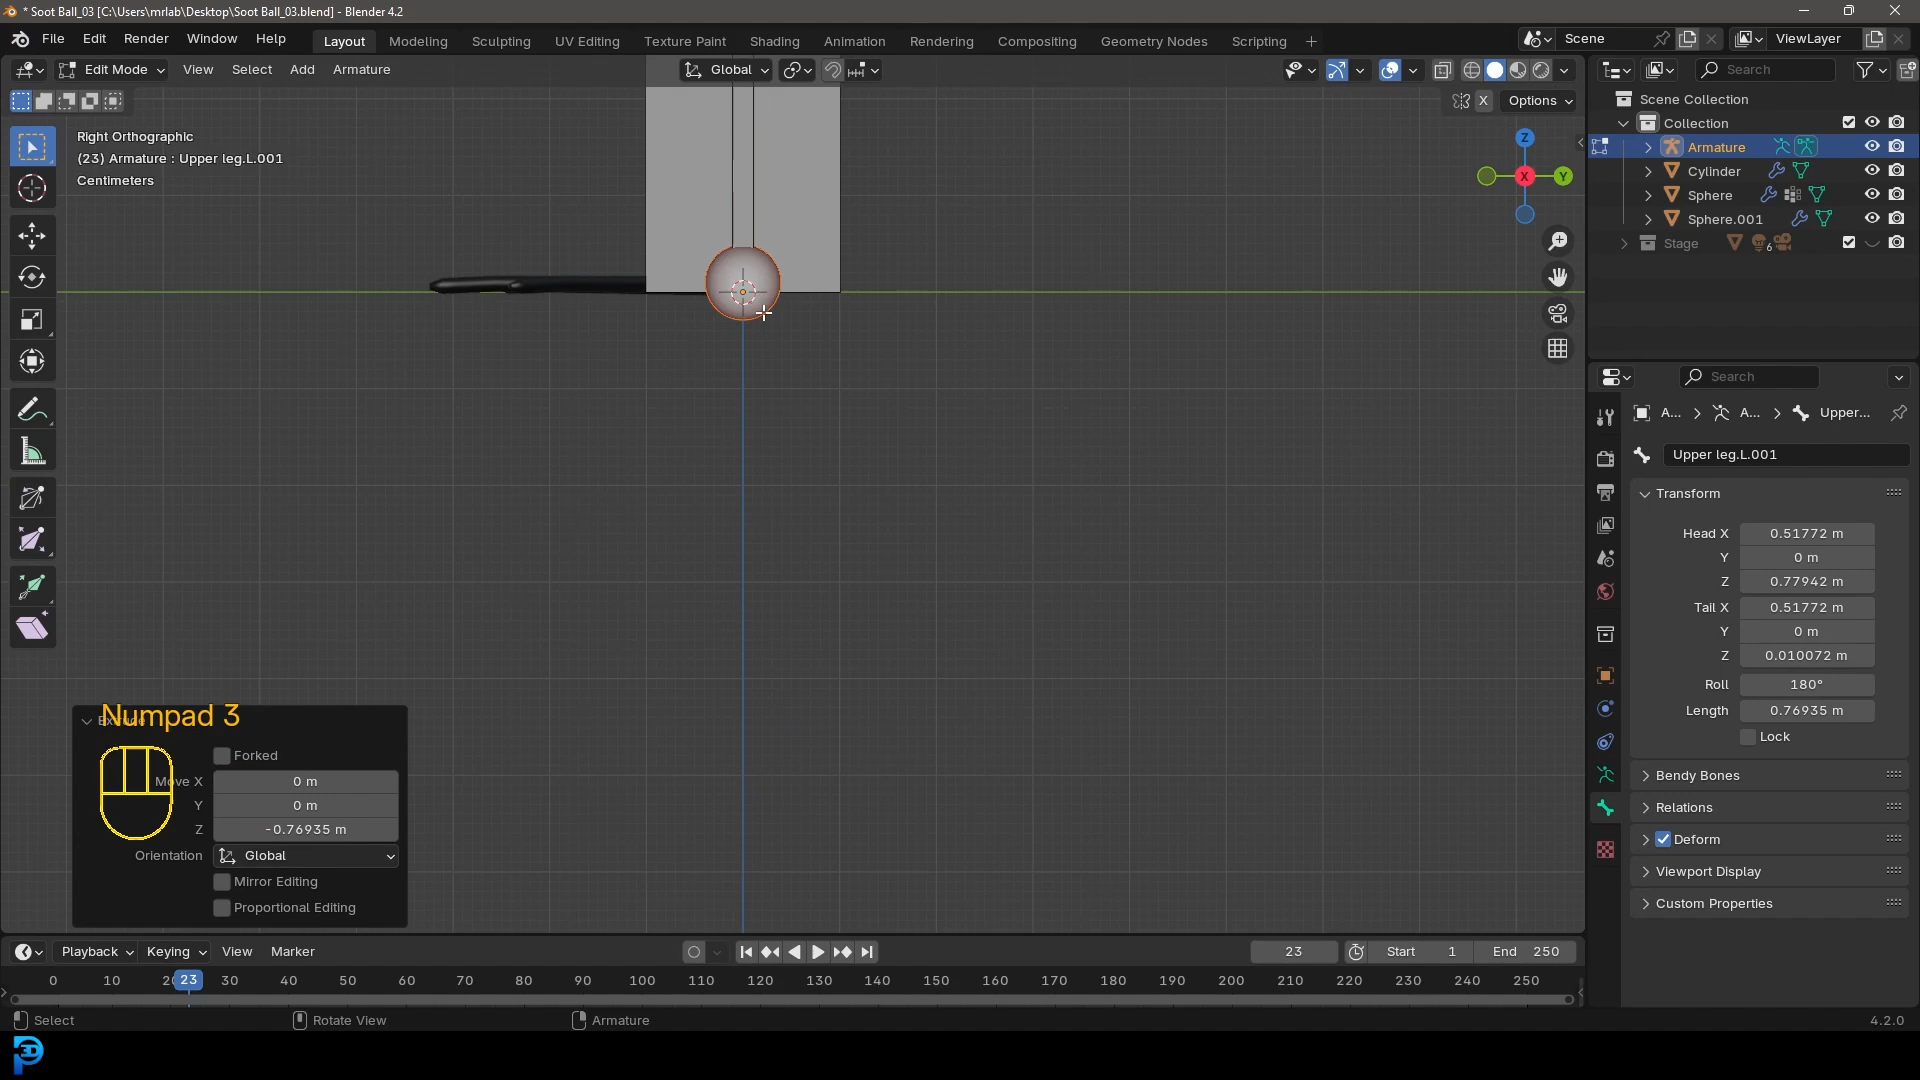 * Soot Ball_03 [C:\Users\mrlab\Desktop\Soot Ball_03.blend] - Blender 4.2
File Edit Render Window Help Layout Modeling Sculpting UV Editing Texture Paint Shading Animation Rendering Compositing Geometry Nodes Scripting + Scene ViewLayer
Edit Mode View Select Add Armature Global Search
X Options
Right Orthographic
(23) Armature : Upper leg.L.001
Centimeters
Z
X
Y
Scene Collection
Collection
Armature
Cylinder
Sphere
Sphere.001
Stage 6
Search
A... > A... > Upper...
Upper leg.L.001
Transform
Head X 0.51772 m
Y 0 m
Z 0.77942 m
Tail X 0.51772 m
Y 0 m
Z 0.010072 m
Roll 180°
Length 0.76935 m
Lock
Bendy Bones
Relations
Deform
Viewport Display
Custom Properties
Numpad 3
Forked
Move X 0 m
Y 0 m
Z -0.76935 m
Orientation Global
Mirror Editing
Proportional Editing
Playback Keying View Marker 23 Start 1 End 250
0 10 23 30 40 50 60 70 80 90 100 110 120 130 140 150 160 170 180 190 200 210 220 230 240 250
Select Rotate View Armature 4.2.0